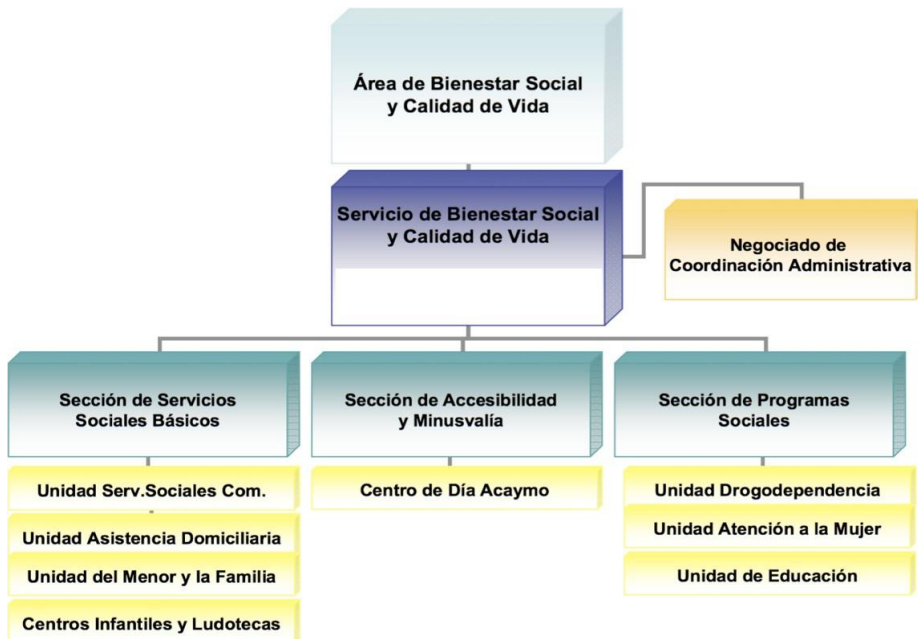 Área de Bienestar Social
y Calidad de Vida
Servicio de Bienestar Social
y Calidad de Vida
Negociado de
Coordinación Administrativa
Sección de Servicios
Sociales Básicos
Sección de Accesibilidad
y Minusvalía
Sección de Programas
Sociales
Unidad Serv.Sociales Com.
Unidad Asistencia Domiciliaria
Unidad del Menor y la Familia
Centros Infantiles y Ludotecas
Centro de Día Acaymo
Unidad Drogodependencia
Unidad Atención a la Mujer
Unidad de Educación